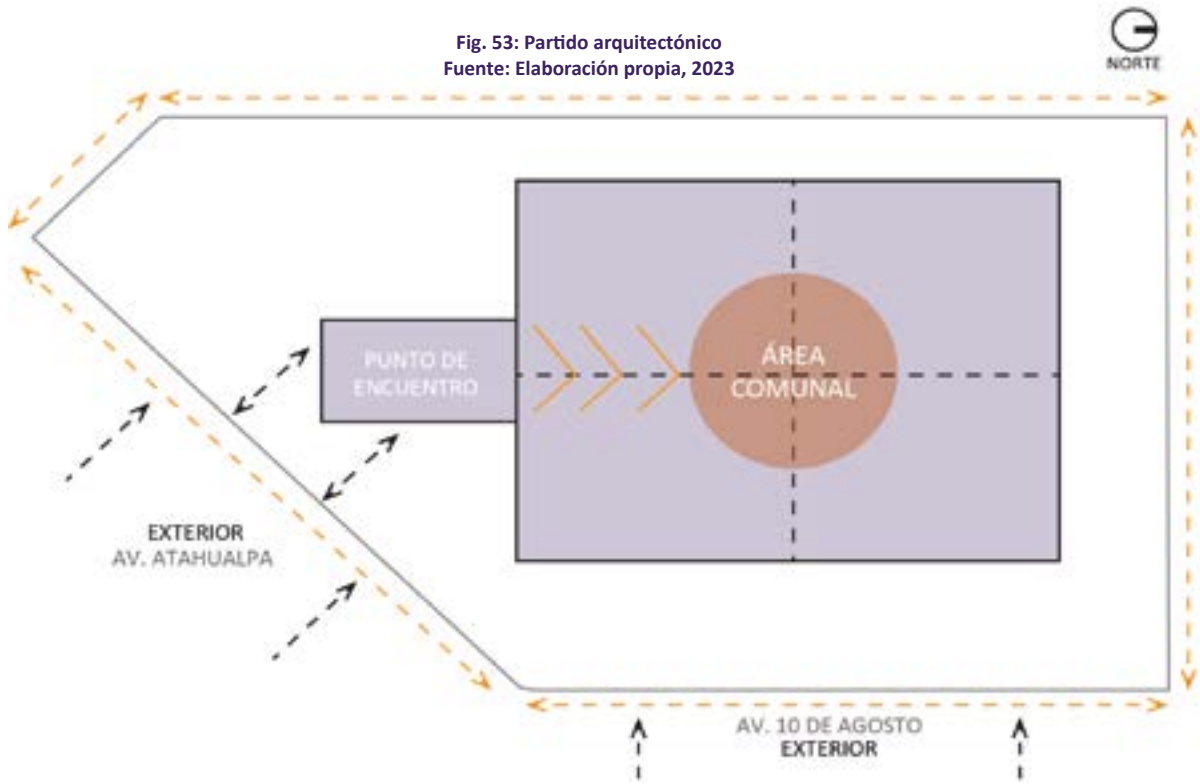 Fig. 53: Partido arquitectónico
Fuente: Elaboración propia, 2023
NORTE
PUNTO DE
ENCUENTRO
ÁREA
COMUNAL
EXTERIOR
AV. ATAHUALPA
AV. 10 DE AGOSTO
EXTERIOR